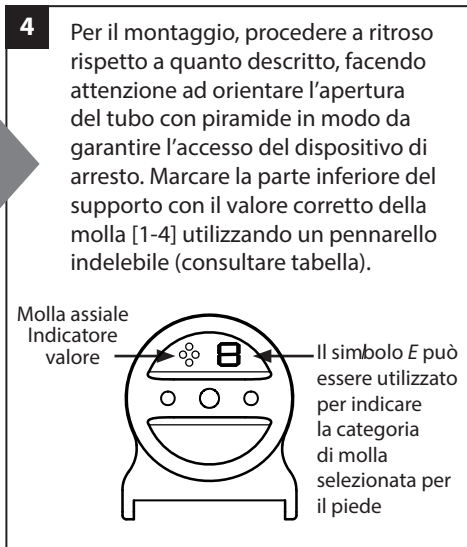 4
Per il montaggio, procedere a ritroso
rispetto a quanto descritto, facendo
attenzione ad orientare l'apertura
del tubo con piramide in modo da
garantire l'accesso del dispositivo di
arresto. Marcare la parte inferiore del
supporto con il valore corretto della
molla [1-4] utilizzando un pennarello
indelebile (consultare tabella).
Molla assiale
Indicatore
valore
8
Il simbolo E può
essere utilizzato
per indicare
la categoria
di molla
selezionata per
il piede